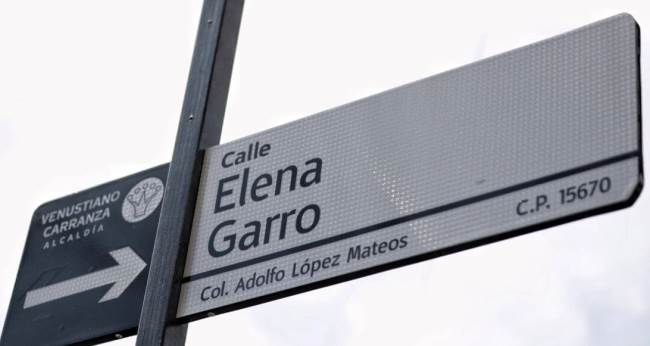 VENUSTIANO
CARRANZA
ALCALDÍA
Calle
Elena
Garro
Col. Adolfo López Mateos
C.P. 15670